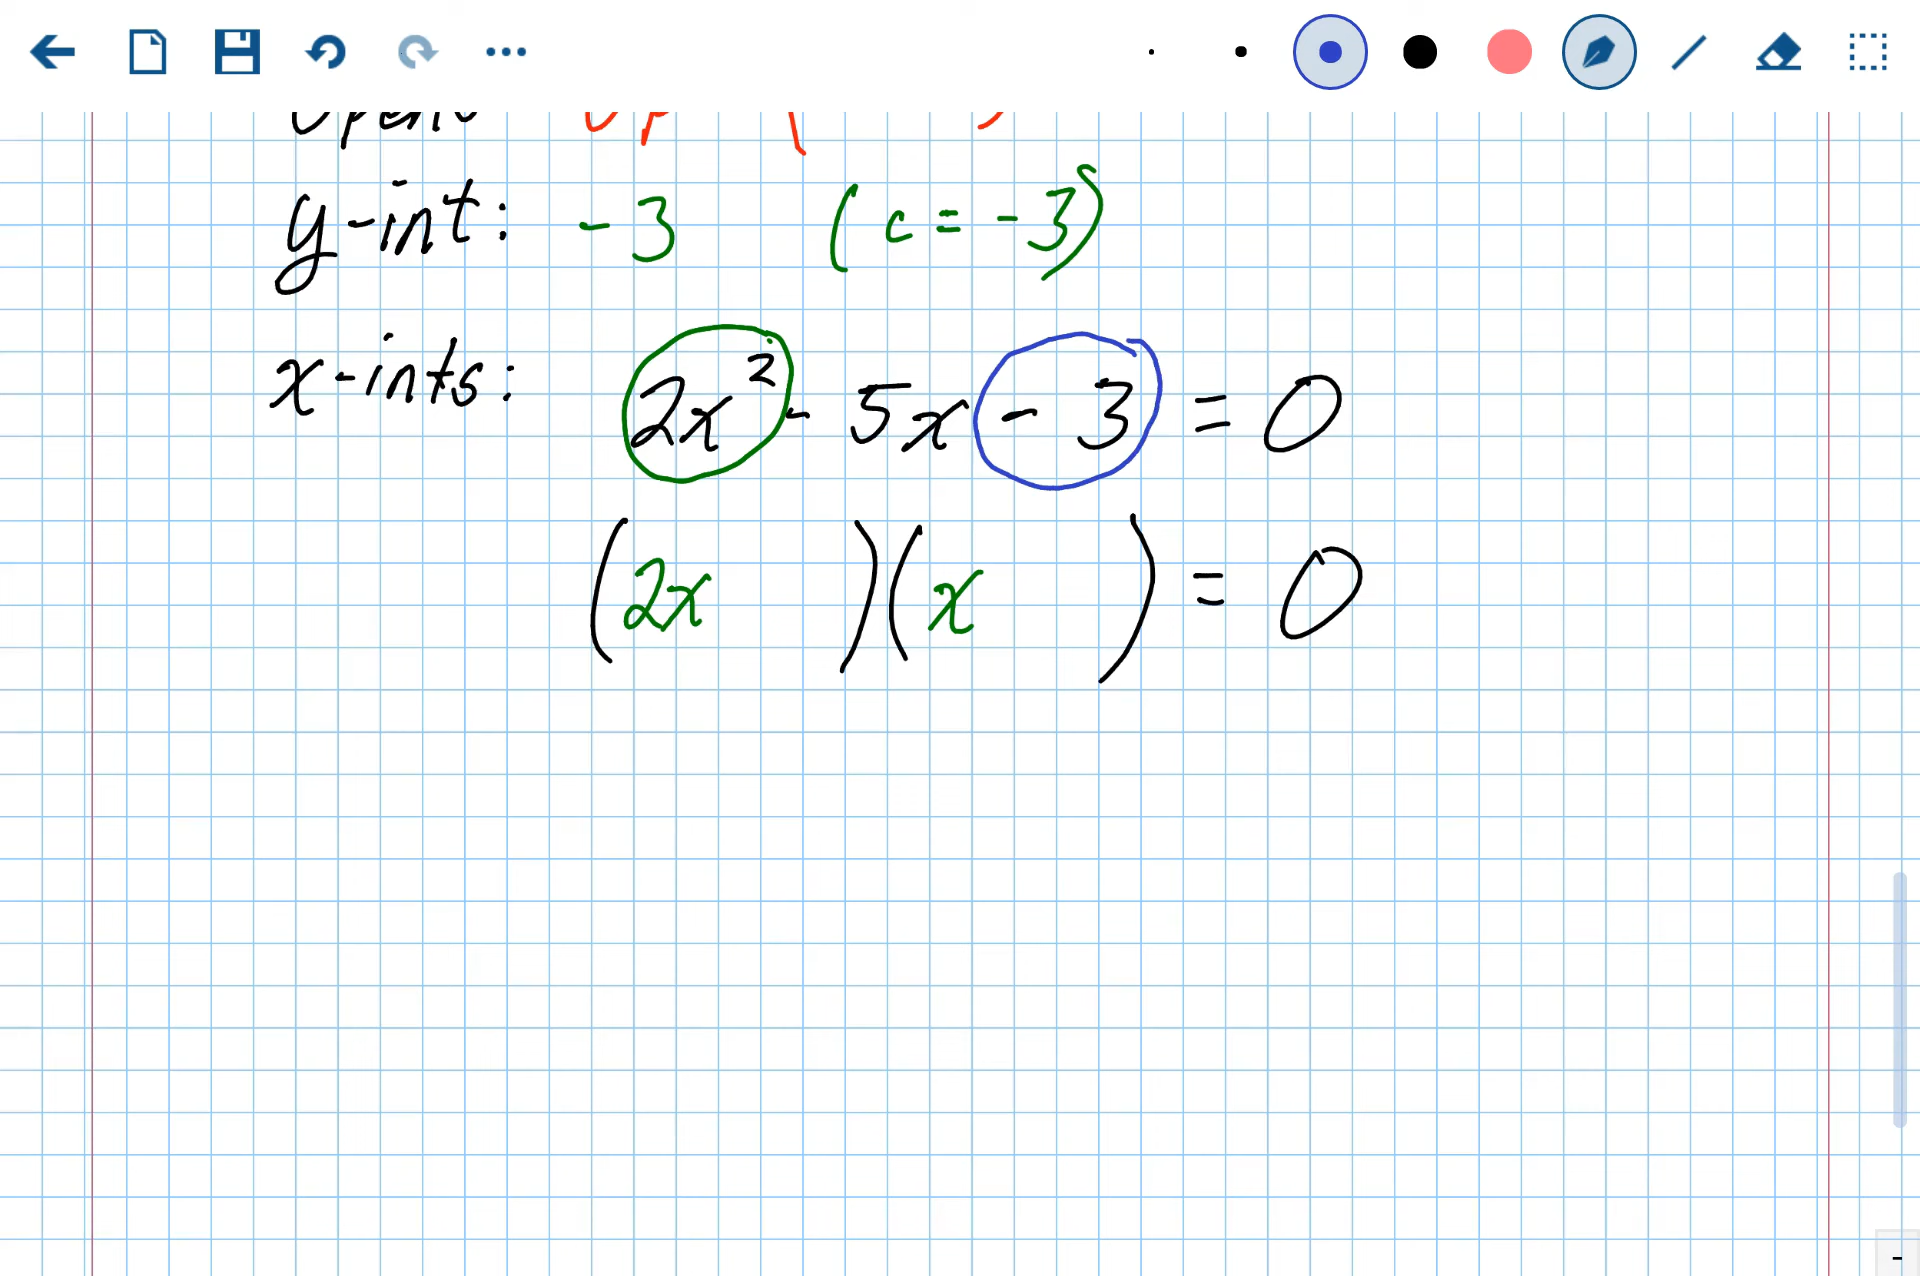 y-int: -3 (c = -3)
x-ints: 2x² - 5x - 3 = 0
(2x )(x ) = 0